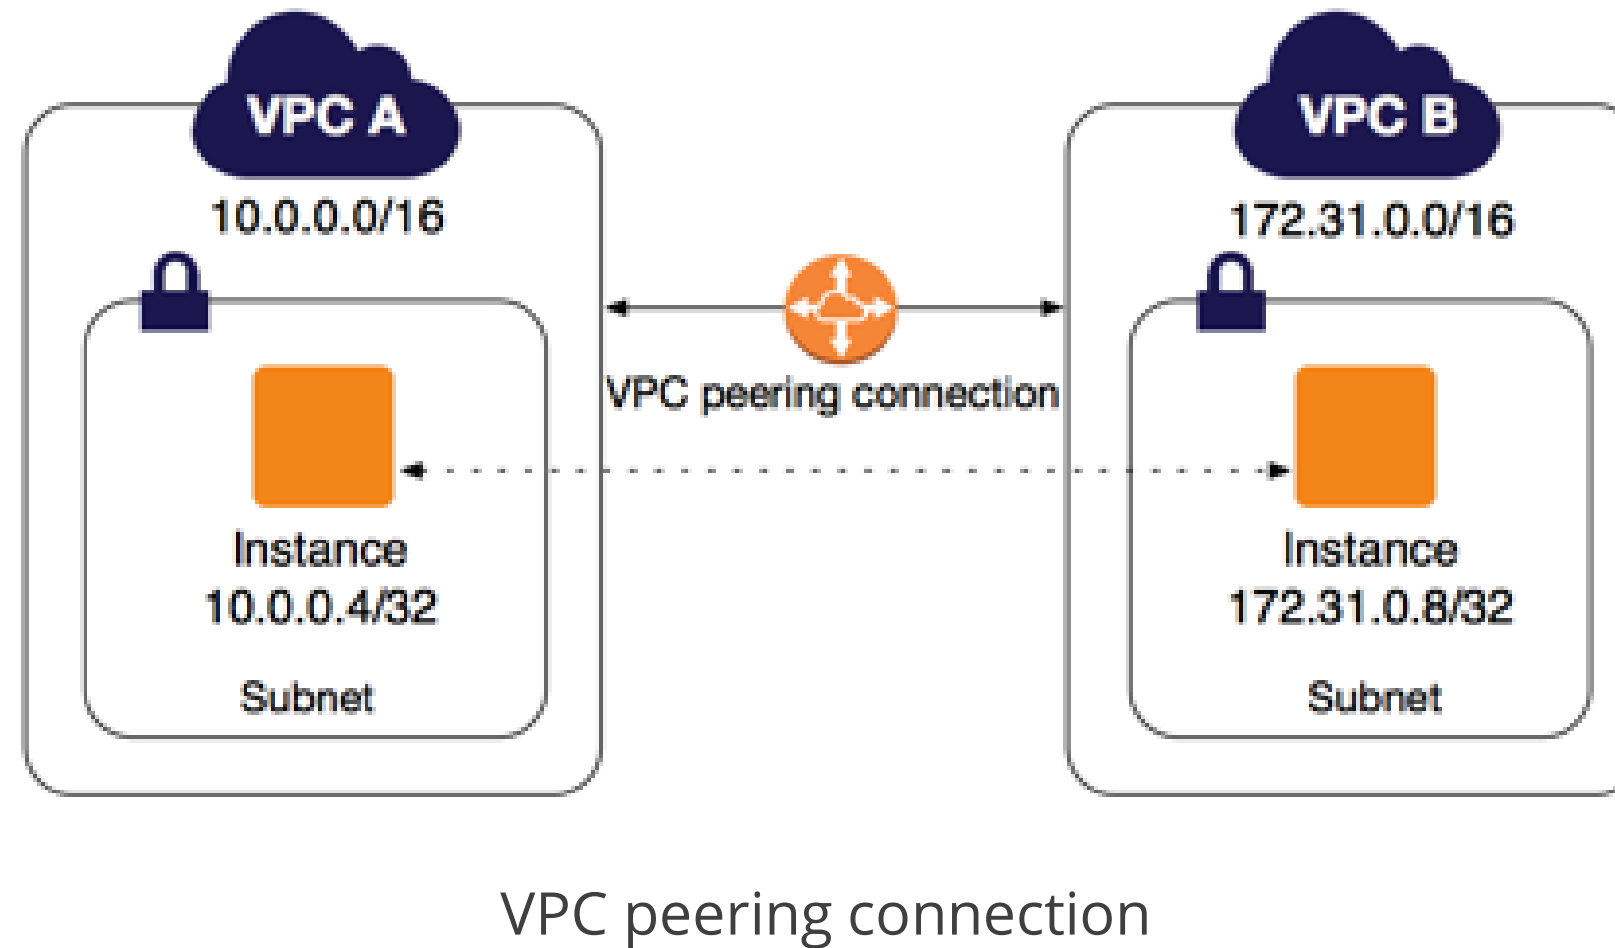 VPC A
10.0.0.0/16
Instance
10.0.0.4/32
Subnet
VPC peering connection
VPC B
172.31.0.0/16
Instance
172.31.0.8/32
Subnet
VPC peering connection